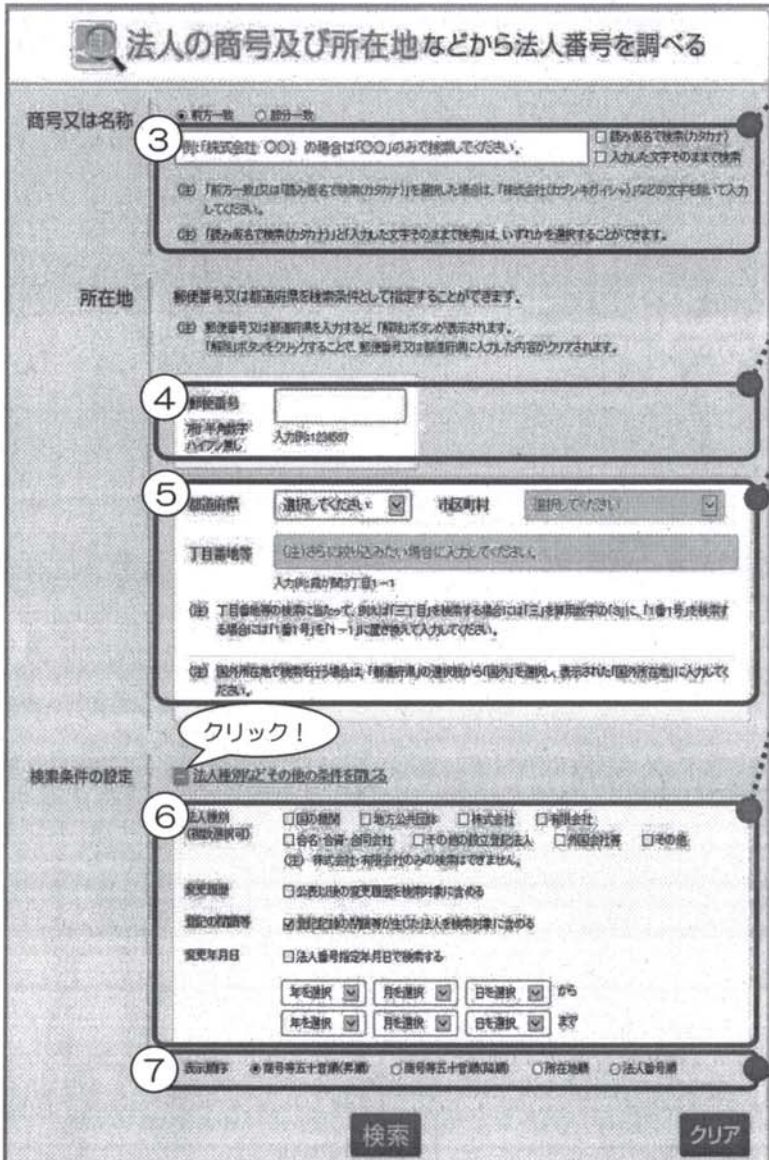 法人の商号及び所在地などから法人番号を調べる
商号又は名称
前方一致 部分一致
③
例:「株式会社 〇〇」の場合は「〇〇」のみで検索してください。
読み仮名で検索(カタカナ)
入力した文字そのままで検索
(注) 「前方一致」又は「読み仮名で検索(カタカナ)」を選択した場合は、「株式会社(カブシキガイシャ)」などの文字を除いて入力
してください。
(注) 「読み仮名で検索(カタカナ)」と「入力した文字そのままで検索」は、いずれかを選択することができます。
所在地
郵便番号又は都道府県を検索条件として指定することができます。
(注) 郵便番号又は都道府県を入力すると、「解除」ボタンが表示されます。
「解除」ボタンをクリックすることで、郵便番号又は都道府県に入力した内容がクリアされます。
④
郵便番号
7桁 半角数字
ハイフン無し
入力例:1234567
⑤
都道府県 選択してください 市区町村 選択してください
丁目番地等 (注)さらに絞り込みたい場合に入力してください。
入力例:霞が関3丁目1-1
(注) 丁目番地等の検索に当たって、例えば「三丁目」を検索する場合には「三」を算用数字の「3」に、「1番1号」を検索す
る場合には「1番1号」を「1-1」に置き換えて入力してください。
(注) 国外所在地で検索を行う場合は、「都道府県」の選択肢から「国外」を選択し、表示された「国外所在地」に入力してく
ださい。
クリック!
検索条件の設定
法人種別などその他の条件を閉じる
⑥
法人種別
(複数選択可)
国の機関 地方公共団体 株式会社 有限会社
合名・合資・合同会社 その他の設立登記法人 外国会社等 その他
(注) 株式会社・有限会社のみの検索はできません。
変更履歴 公表以後の変更履歴を検索対象に含める
登記の閉鎖等 登記記録の閉鎖等が生じた法人を検索対象に含める
変更年月日 法人番号指定年月日で検索する
年を選択 月を選択 日を選択 から
年を選択 月を選択 日を選択 まで
⑦
表示順序 商号等五十音順(昇順) 商号等五十音順(降順) 所在地順 法人番号順
検索 クリア